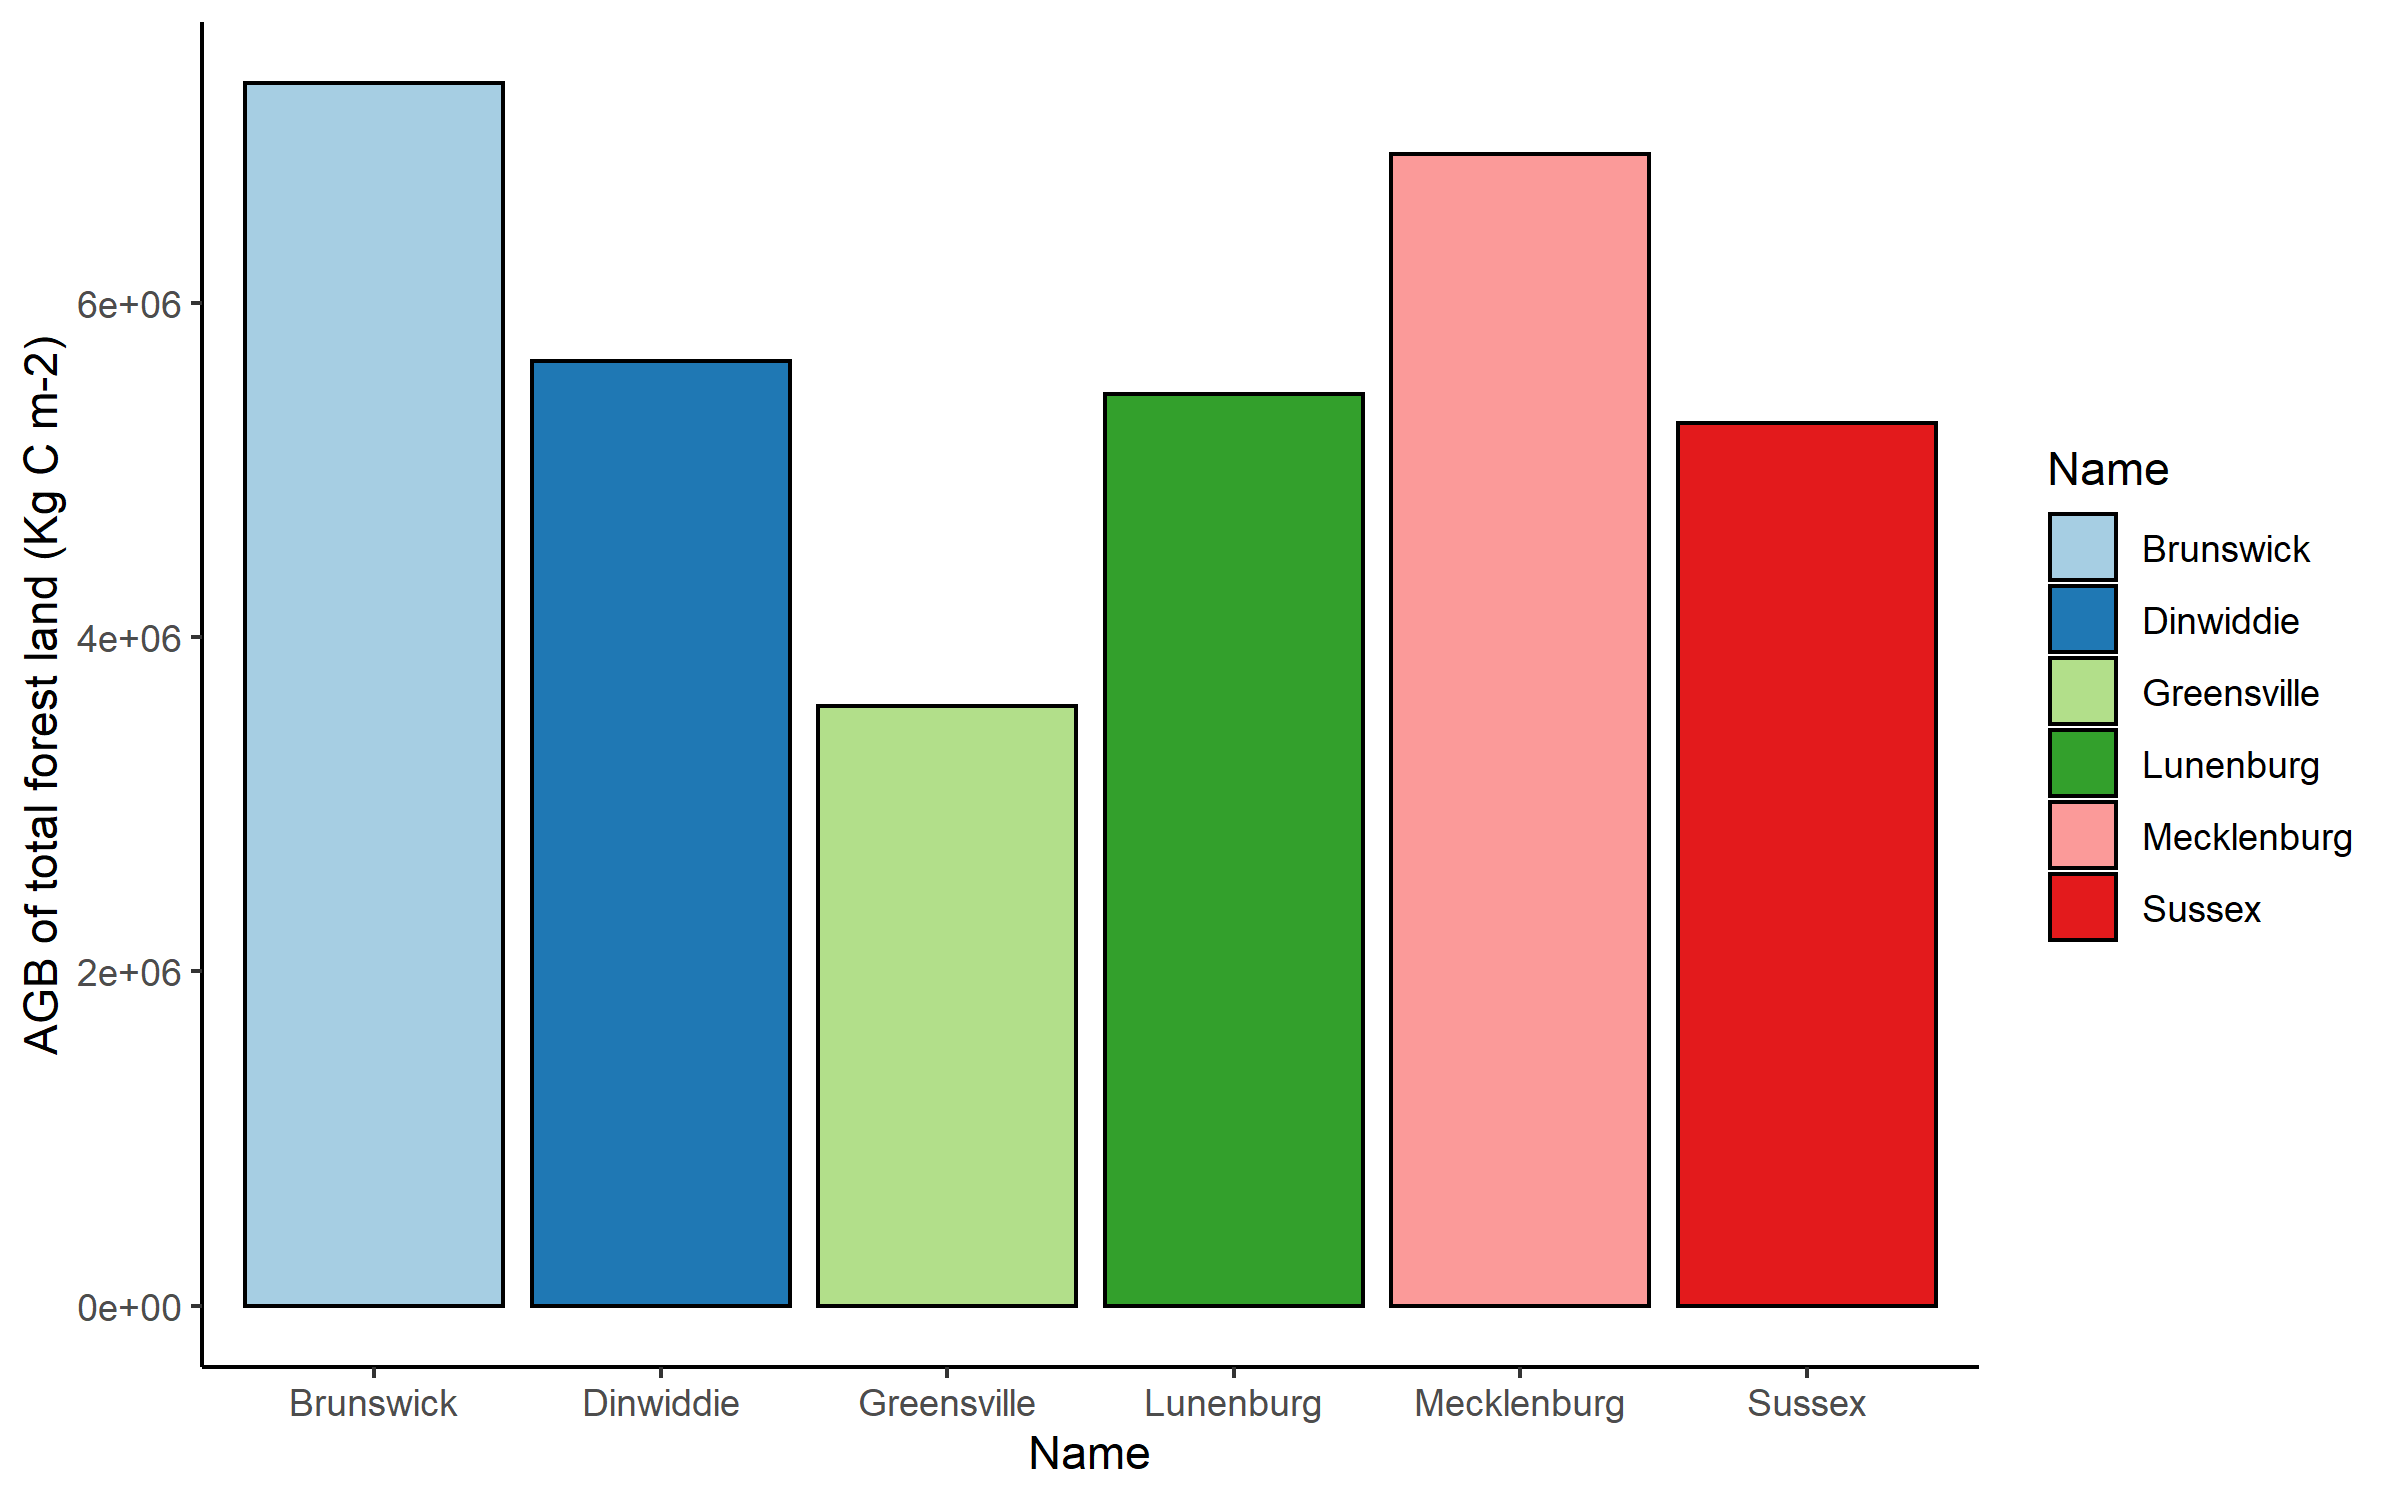 AGB of total forest land (Kg C m-2)
6e+06
4e+06
2e+06
0e+00
Brunswick
Dinwiddie
Greensville
Lunenburg
Mecklenburg
Sussex
Name
Name
Brunswick
Dinwiddie
Greensville
Lunenburg
Mecklenburg
Sussex